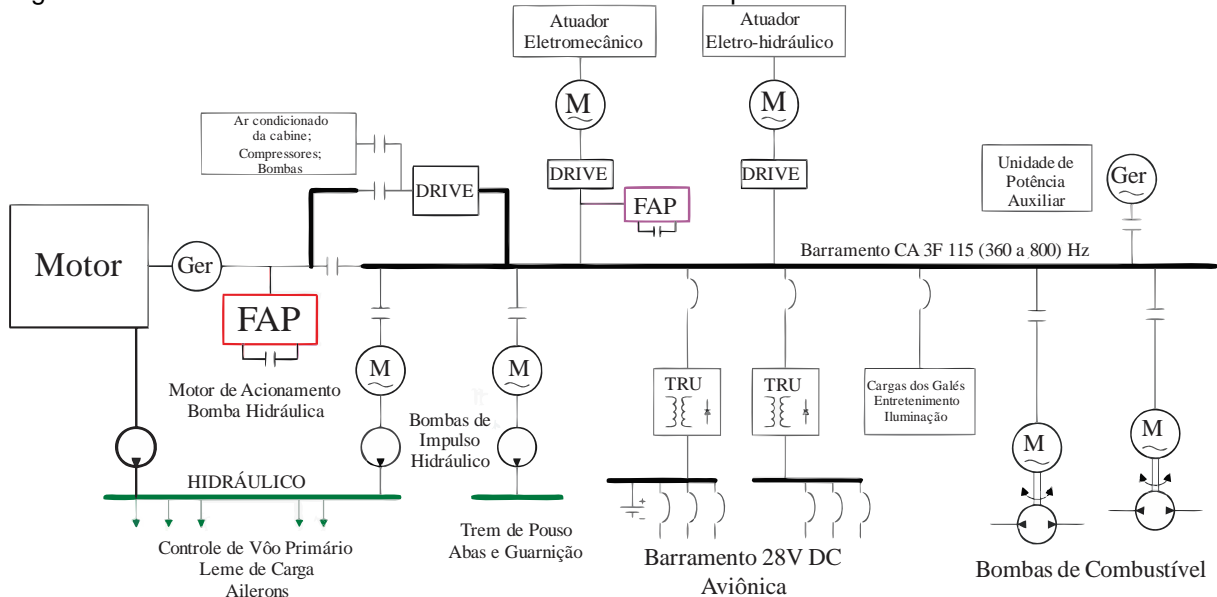 Atuador
Eletromecânico
Atuador
Eletro-hidráulico
M
M
Ar condicionado
da cabine;
Compressores;
Bombas
DRIVE
DRIVE
DRIVE
FAP
Unidade de
Potência
Auxiliar
Ger
Motor
Ger
Barramento CA 3F 115 (360 a 800) Hz
FAP
Motor de Acionamento
Bomba Hidráulica
M
M
TRU
TRU
Cargas dos Galés
Entretenimento
Iluminação
Bombas de
Impulso
Hidráulico
M
M
HIDRÁULICO
+
-
Trem de Pouso
Abas e Guarnição
Controle de Vôo Primário
Leme de Carga
Ailerons
Barramento 28V DC
Aviônica
Bombas de Combustível